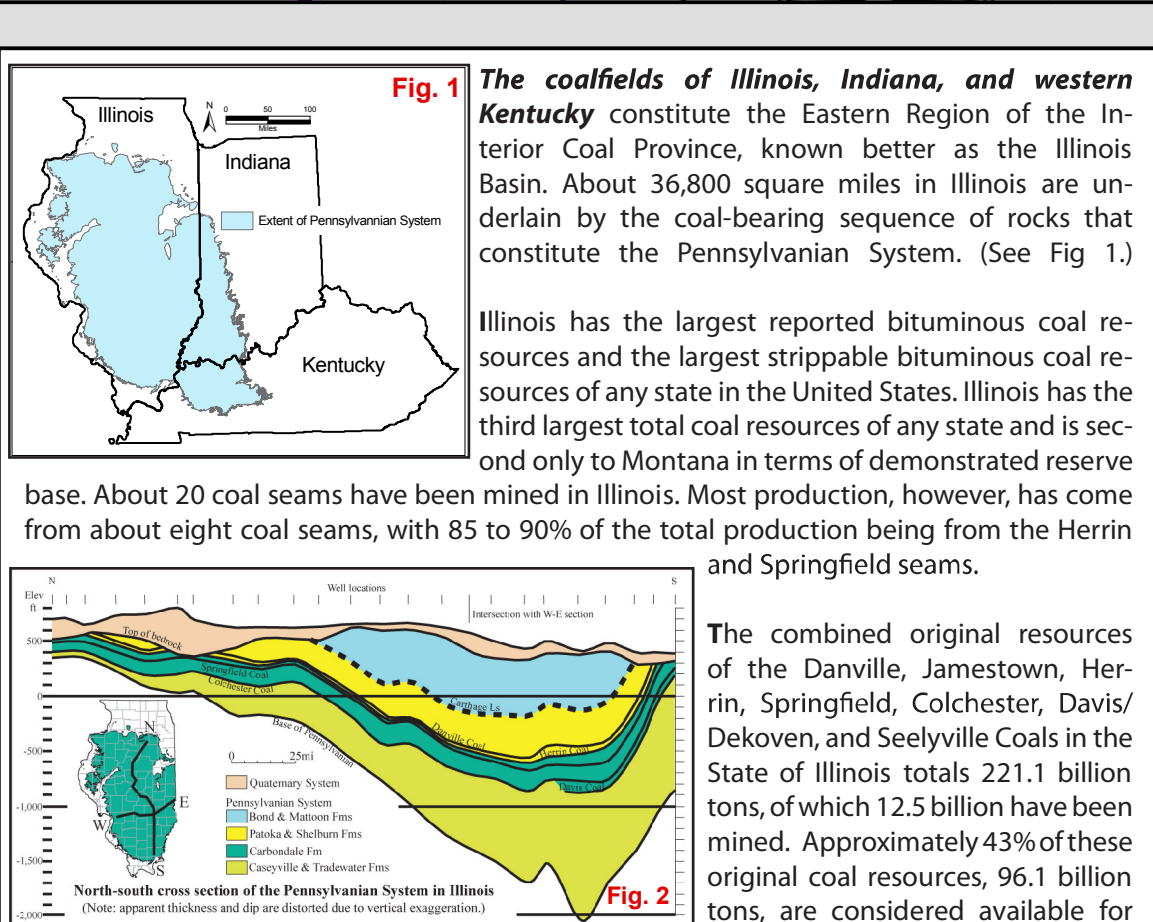 Fig. 1
Illinois
N
0 50 100
Miles
Indiana
Extent of Pennsylvannian System
Kentucky
The coalfields of Illinois, Indiana, and western
Kentucky constitute the Eastern Region of the In-
terior Coal Province, known better as the Illinois
Basin. About 36,800 square miles in Illinois are un-
derlain by the coal-bearing sequence of rocks that
constitute the Pennsylvanian System. (See Fig 1.)
Illinois has the largest reported bituminous coal re-
sources and the largest strippable bituminous coal re-
sources of any state in the United States. Illinois has the
third largest total coal resources of any state and is sec-
ond only to Montana in terms of demonstrated reserve
base. About 20 coal seams have been mined in Illinois. Most production, however, has come
from about eight coal seams, with 85 to 90% of the total production being from the Herrin
and Springfield seams.
N
Well locations
S
Elev
ft
Intersection with W-E section
Top of bedrock
500
Springfield Coal
Colchester Coal
0
Carthage Ls
Base of Pennsylvanian
Danville Coal
Herrin Coal
-500
Davis Coal
0 25mi
N
E
W
S
Quaternary System
Pennsylvanian System
Bond & Mattoon Fms
Patoka & Shelburn Fms
Carbondale Fm
Caseyville & Tradewater Fms
-1,000
-1,500
-2,000
North-south cross section of the Pennsylvanian System in Illinois
(Note: apparent thickness and dip are distorted due to vertical exaggeration.)
Fig. 2
The combined original resources
of the Danville, Jamestown, Her-
rin, Springfield, Colchester, Davis/
Dekoven, and Seelyville Coals in the
State of Illinois totals 221.1 billion
tons, of which 12.5 billion have been
mined. Approximately 43% of these
original coal resources, 96.1 billion
tons, are considered available for